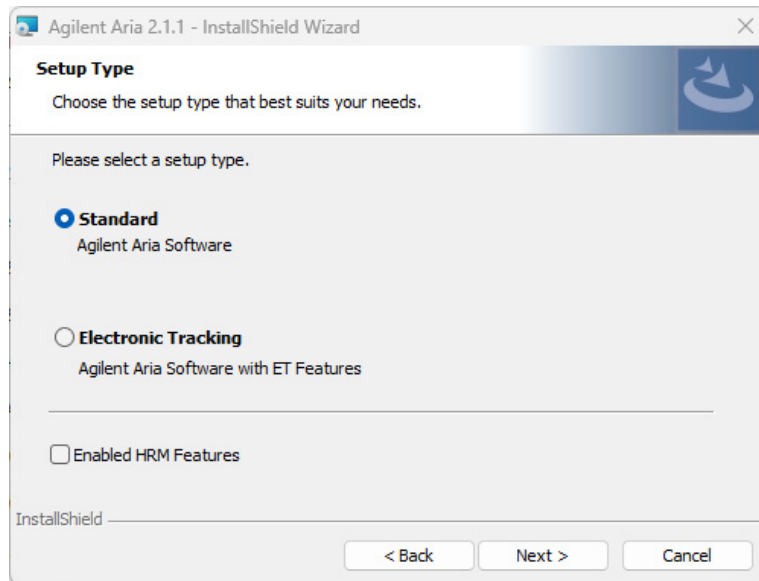 Agilent Aria 2.1.1 - InstallShield Wizard
Setup Type
Choose the setup type that best suits your needs.
Please select a setup type.
Standard
Agilent Aria Software
Electronic Tracking
Agilent Aria Software with ET Features
Enabled HRM Features
InstallShield
< Back Next > Cancel